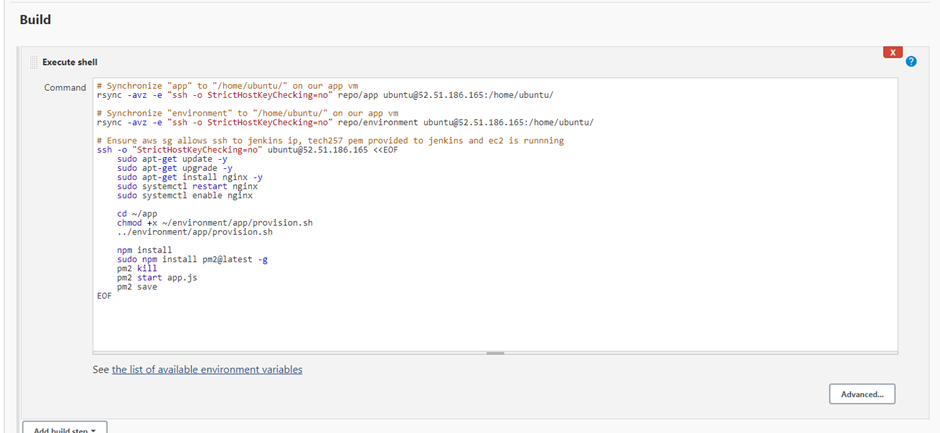 Build
Execute shell
X
?
Command
# Synchronize "app" to "/home/ubuntu/" on our app vm
rsync -avz -e "ssh -o StrictHostKeyChecking=no" repo/app ubuntu@52.51.186.165:/home/ubuntu/
# Synchronize "environment" to "/home/ubuntu/" on our app vm
rsync -avz -e "ssh -o StrictHostKeyChecking=no" repo/environment ubuntu@52.51.186.165:/home/ubuntu/
# Ensure aws sg allows ssh to jenkins ip, tech257 pem provided to jenkins and ec2 is runnning
ssh -o "StrictHostKeyChecking=no" ubuntu@52.51.186.165 <<EOF
sudo apt-get update -y
sudo apt-get upgrade -y
sudo apt-get install nginx -y
sudo systemctl restart nginx
sudo systemctl enable nginx
cd ~/app
chmod +x ~/environment/app/provision.sh
../environment/app/provision.sh
npm install
sudo npm install pm2@latest -g
pm2 kill
pm2 start app.js
pm2 save
EOF
See the list of available environment variables
Advanced...
Add build step